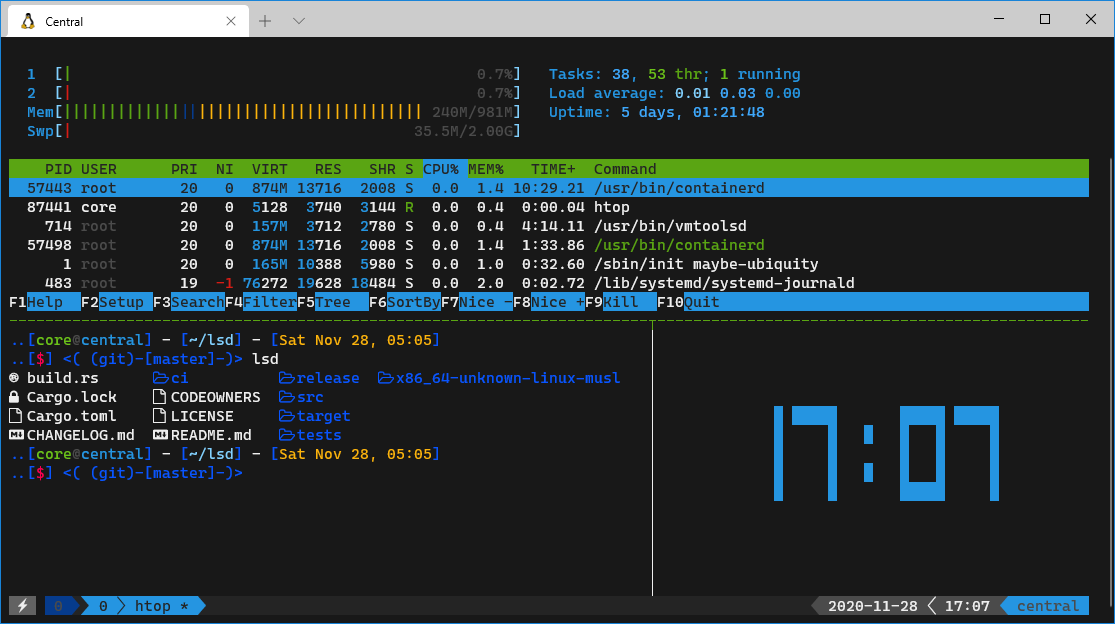 Central
1 [| 0.7%] Tasks: 38, 53 thr; 1 running
2 [| 0.7%] Load average: 0.01 0.03 0.00
Mem[||||||||||||||||||||||||||||||||||||||||240M/981M] Uptime: 5 days, 01:21:48
Swp[| 35.5M/2.00G]
PID USER PRI NI VIRT RES SHR S CPU% MEM% TIME+ Command
57443 root 20 0 874M 13716 2008 S 0.0 1.4 10:29.21 /usr/bin/containerd
87441 core 20 0 5128 3740 3144 R 0.0 0.4 0:00.04 htop
714 root 20 0 157M 3712 2780 S 0.0 0.4 4:14.11 /usr/bin/vmtoolsd
57498 root 20 0 874M 13716 2008 S 0.0 1.4 1:33.86 /usr/bin/containerd
1 root 20 0 165M 10388 5980 S 0.0 1.0 0:32.60 /sbin/init maybe-ubiquity
483 root 19 -1 76272 19628 18484 S 0.0 2.0 0:02.72 /lib/systemd/systemd-journald
F1Help F2Setup F3SearchF4FilterF5Tree F6SortByF7Nice -F8Nice +F9Kill F10Quit
..[core@central] - [~/lsd] - [Sat Nov 28, 05:05]
..[$] <( (git)-[master]-)> lsd
build.rs ci release x86_64-unknown-linux-musl
Cargo.lock CODEOWNERS src
Cargo.toml LICENSE target
CHANGELOG.md README.md tests
..[core@central] - [~/lsd] - [Sat Nov 28, 05:05]
..[$] <( (git)-[master]-)>
17:07
0 0 htop * 2020-11-28 17:07 central